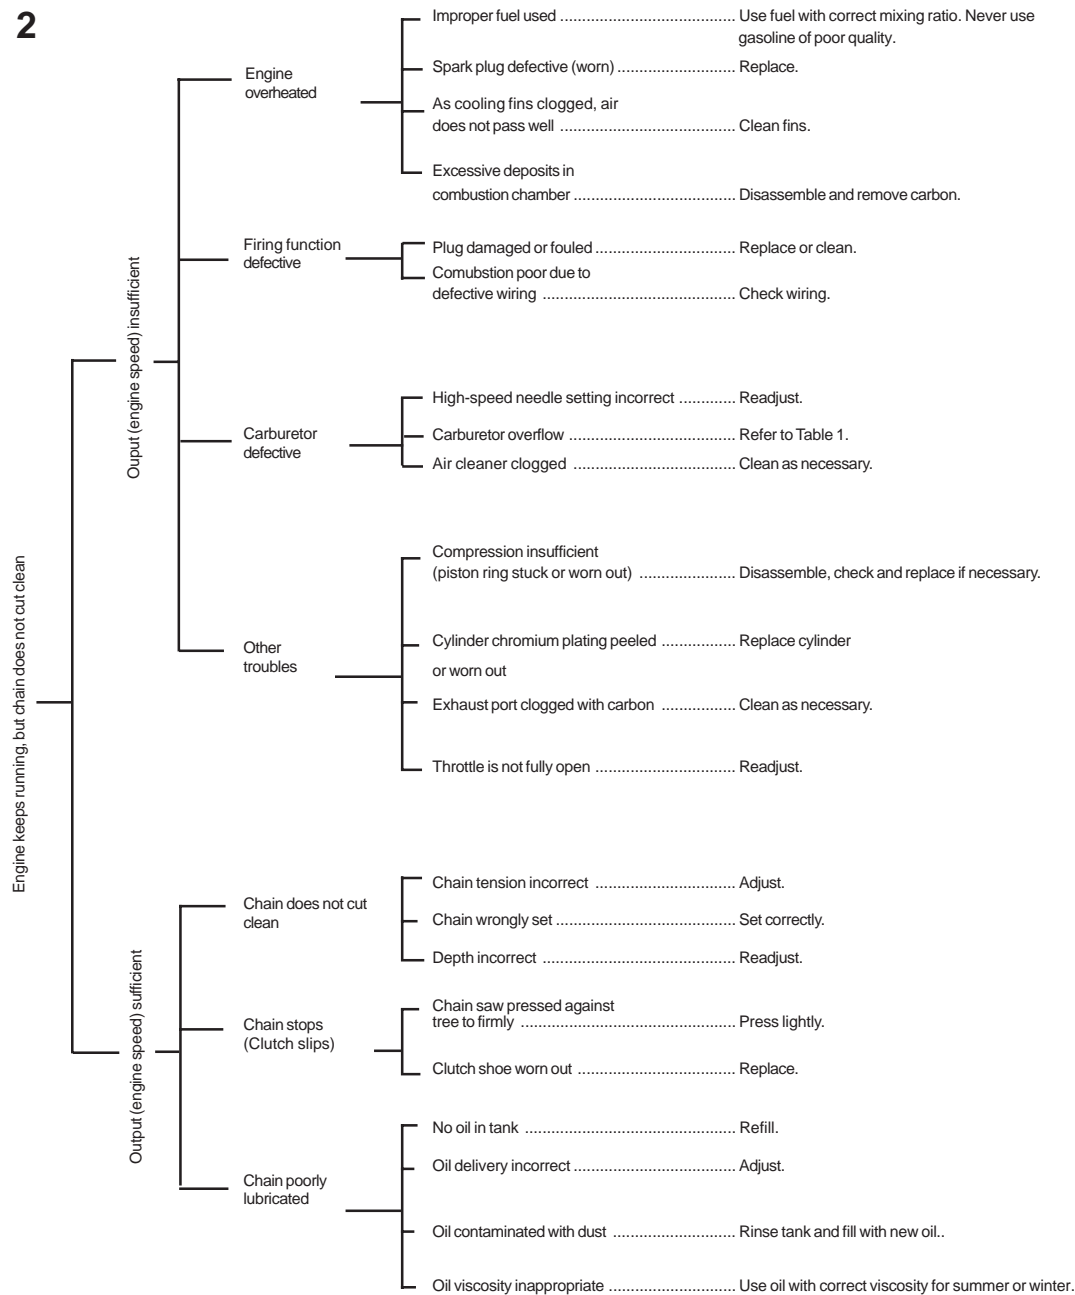 2
Engine keeps running, but chain does not cut clean
Ouput (engine speed) insufficient
Engine
overheated
Improper fuel used ........................................ Use fuel with correct mixing ratio. Never use
gasoline of poor quality.
Spark plug defective (worn) ........................... Replace.
As cooling fins clogged, air
does not pass well ........................................ Clean fins.
Excessive deposits in
combustion chamber ..................................... Disassemble and remove carbon.
Firing function
defective
Plug damaged or fouled ................................ Replace or clean.
Comubstion poor due to
defective wiring ............................................ Check wiring.
Carburetor
defective
High-speed needle setting incorrect ............. Readjust.
Carburetor overflow ...................................... Refer to Table 1.
Air cleaner clogged ..................................... Clean as necessary.
Other
troubles
Compression insufficient
(piston ring stuck or worn out) ...................... Disassemble, check and replace if necessary.
Cylinder chromium plating peeled ................. Replace cylinder
or worn out
Exhaust port clogged with carbon ................. Clean as necessary.
Throttle is not fully open ................................ Readjust.
Output (engine speed) sufficient
Chain does not cut
clean
Chain tension incorrect ................................ Adjust.
Chain wrongly set ......................................... Set correctly.
Depth incorrect ............................................ Readjust.
Chain stops
(Clutch slips)
Chain saw pressed against
tree to firmly ................................................. Press lightly.
Clutch shoe worn out .................................... Replace.
Chain poorly
lubricated
No oil in tank ................................................ Refill.
Oil delivery incorrect ..................................... Adjust.
Oil contaminated with dust ............................ Rinse tank and fill with new oil..
Oil viscosity inappropriate .............................. Use oil with correct viscosity for summer or winter.